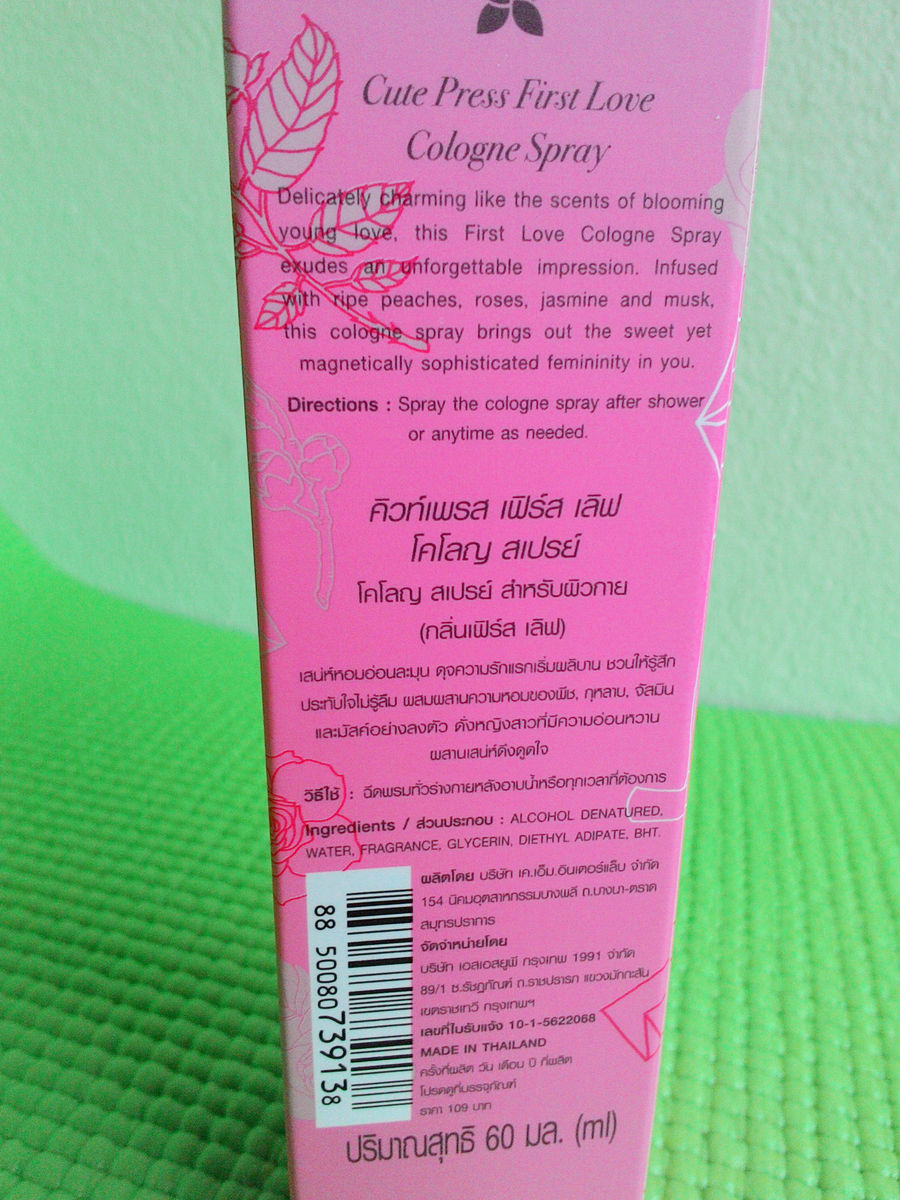 Cute Press First Love
Cologne Spray
Delicately charming like the scents of blooming
young love, this First Love Cologne Spray
exudes an unforgettable impression. Infused
with ripe peaches, roses, jasmine and musk,
this cologne spray brings out the sweet yet
magnetically sophisticated femininity in you.
Directions : Spray the cologne spray after shower
or anytime as needed.
คิวท์เพรส เฟิร์ส เลิฟ
โคโลญ สเปรย์
โคโลญ สเปรย์ สำหรับผิวกาย
(กลิ่นเฟิร์ส เลิฟ)
เสน่ห์หอมอ่อนละมุน ดุจความรักแรกเริ่มผลิบาน ชวนให้รู้สึก
ประทับใจไม่รู้ลืม ผสมผสานความหอมของพีช, กุหลาบ, จัสมิน
และมัสค์อย่างลงตัว ดั่งหญิงสาวที่มีความอ่อนหวาน
ผสานเสน่ห์ดึงดูดใจ
วิธีใช้ : ฉีดพรมทั่วร่างกายหลังอาบน้ำหรือทุกเวลาที่ต้องการ
Ingredients / ส่วนประกอบ : ALCOHOL DENATURED,
WATER, FRAGRANCE, GLYCERIN, DIETHYL ADIPATE, BHT.
ผลิตโดย บริษัท เค.เอ็ม.อินเตอร์แล็บ จำกัด
154 นิคมอุตสาหกรรมบางพลี ถ.บางนา-ตราด
สมุทรปราการ
จัดจำหน่ายโดย
บริษัท เอสเอสยูพี กรุงเทพ 1991 จำกัด
89/1 ซ.รัชฎภัณฑ์ ถ.ราชปรารภ แขวงมักกะสัน
เขตราชเทวี กรุงเทพฯ
เลขที่ใบรับแจ้ง 10-1-5622068
MADE IN THAILAND
ครั้งที่ผลิต วัน เดือน ปี ที่ผลิต
โปรดดูที่บรรจุภัณฑ์
ราคา 109 บาท
88 50080 739138
ปริมาณสุทธิ 60 มล. (ml)